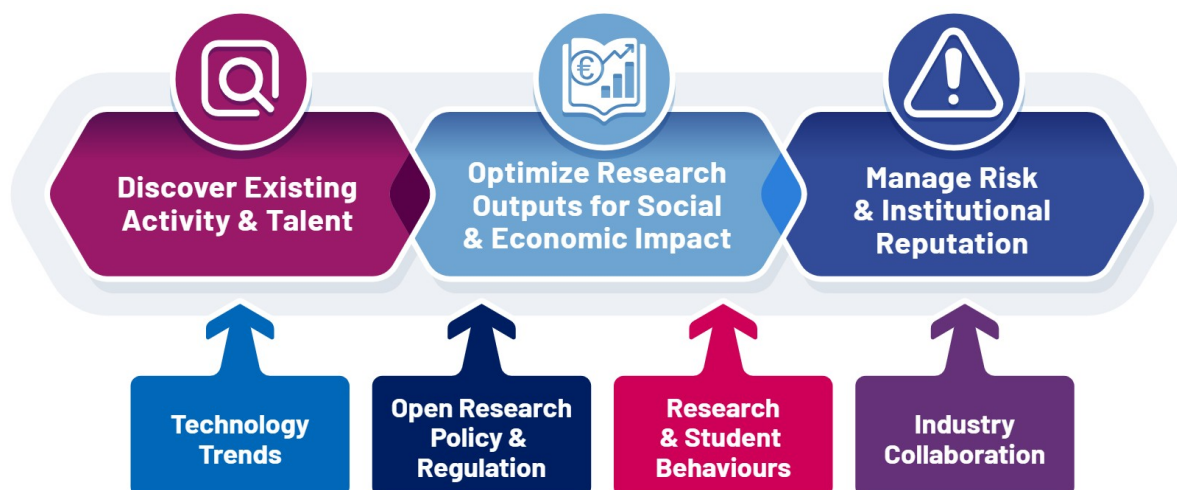 €
Discover Existing
Activity & Talent
Optimize Research
Outputs for Social
& Economic Impact
Manage Risk
& Institutional
Reputation
Technology
Trends
Open Research
Policy &
Regulation
Research
& Student
Behaviours
Industry
Collaboration